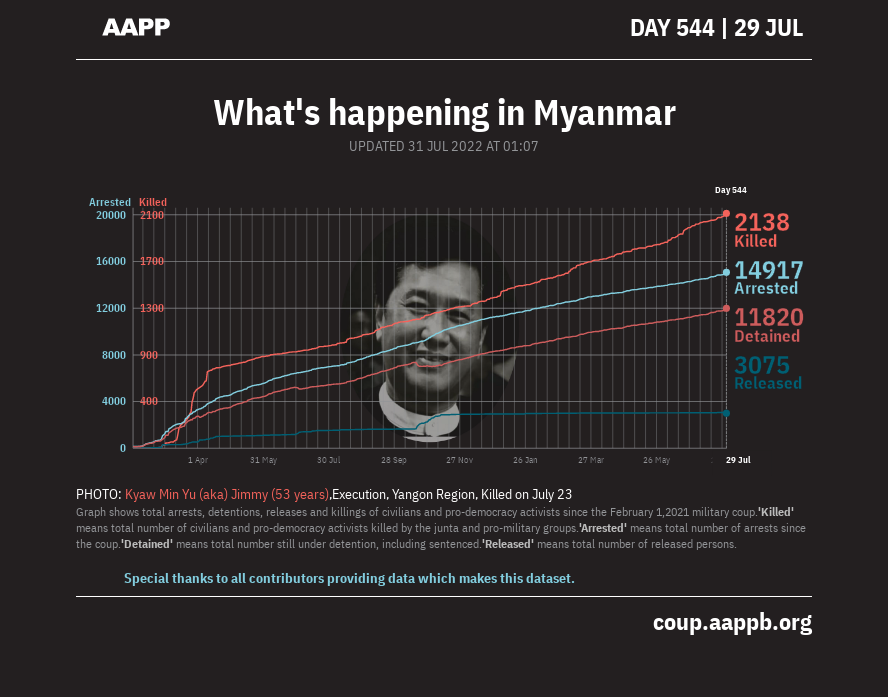 AAPP
DAY 544 | 29 JUL
What's happening in Myanmar
UPDATED 31 JUL 2022 AT 01:07
Day 544
Arrested Killed
20000 2100
16000 1700
12000 1300
8000 900
4000 400
0
2138
Killed
14917
Arrested
11820
Detained
3075
Released
1 Apr 31 May 30 Jul 28 Sep 27 Nov 26 Jan 27 Mar 26 May 29 Jul
PHOTO: Kyaw Min Yu (aka) Jimmy (53 years),Execution, Yangon Region, Killed on July 23
Graph shows total arrests, detentions, releases and killings of civilians and pro-democracy activists since the February 1,2021 military coup.'Killed'
means total number of civilians and pro-democracy activists killed by the junta and pro-military groups.'Arrested' means total number of arrests since
the coup.'Detained' means total number still under detention, including sentenced.'Released' means total number of released persons.
Special thanks to all contributors providing data which makes this dataset.
coup.aappb.org